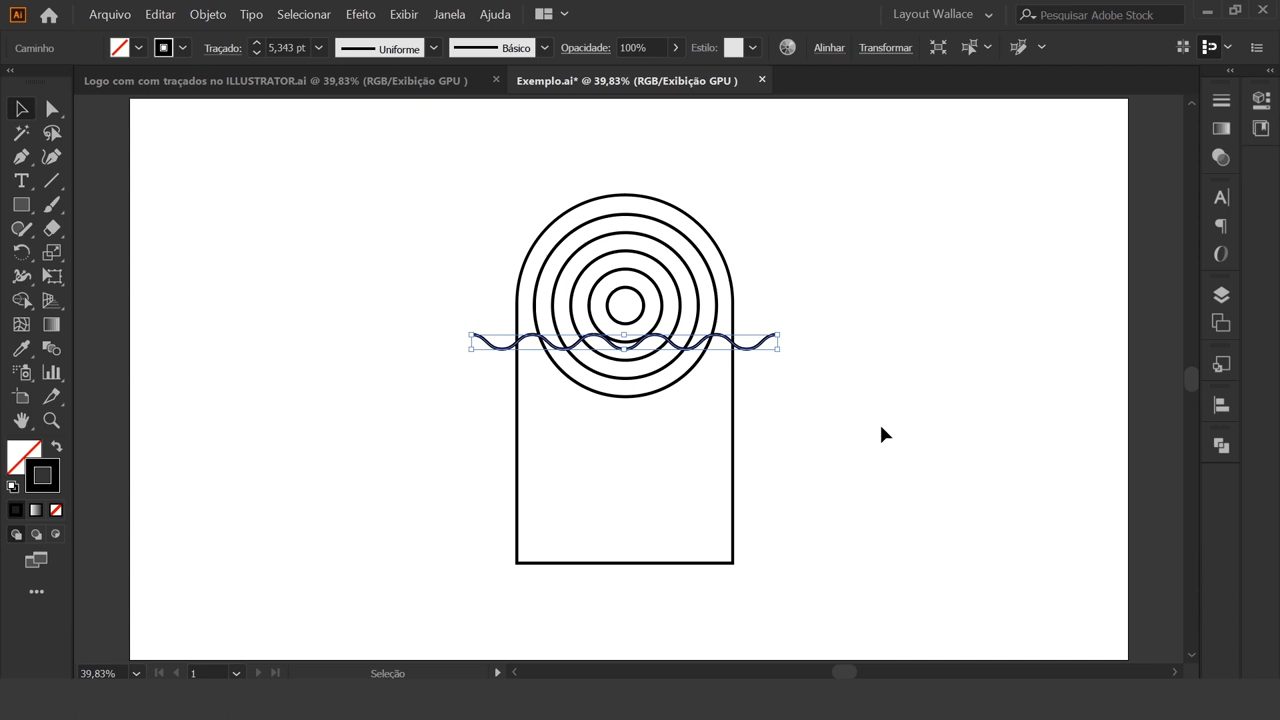 Ai Arquivo Editar Objeto Tipo Selecionar Efeito Exibir Janela Ajuda Layout Wallace Pesquisar Adobe Stock
Caminho Traçado: 5,343 pt Uniforme Básico Opacidade: 100% Estilo: Alinhar Transformar
Logo com com traçados no ILLUSTRATOR.ai @ 39,83% (RGB/Exibição GPU ) Exemplo.ai* @ 39,83% (RGB/Exibição GPU )
39,83% 1 Seleção